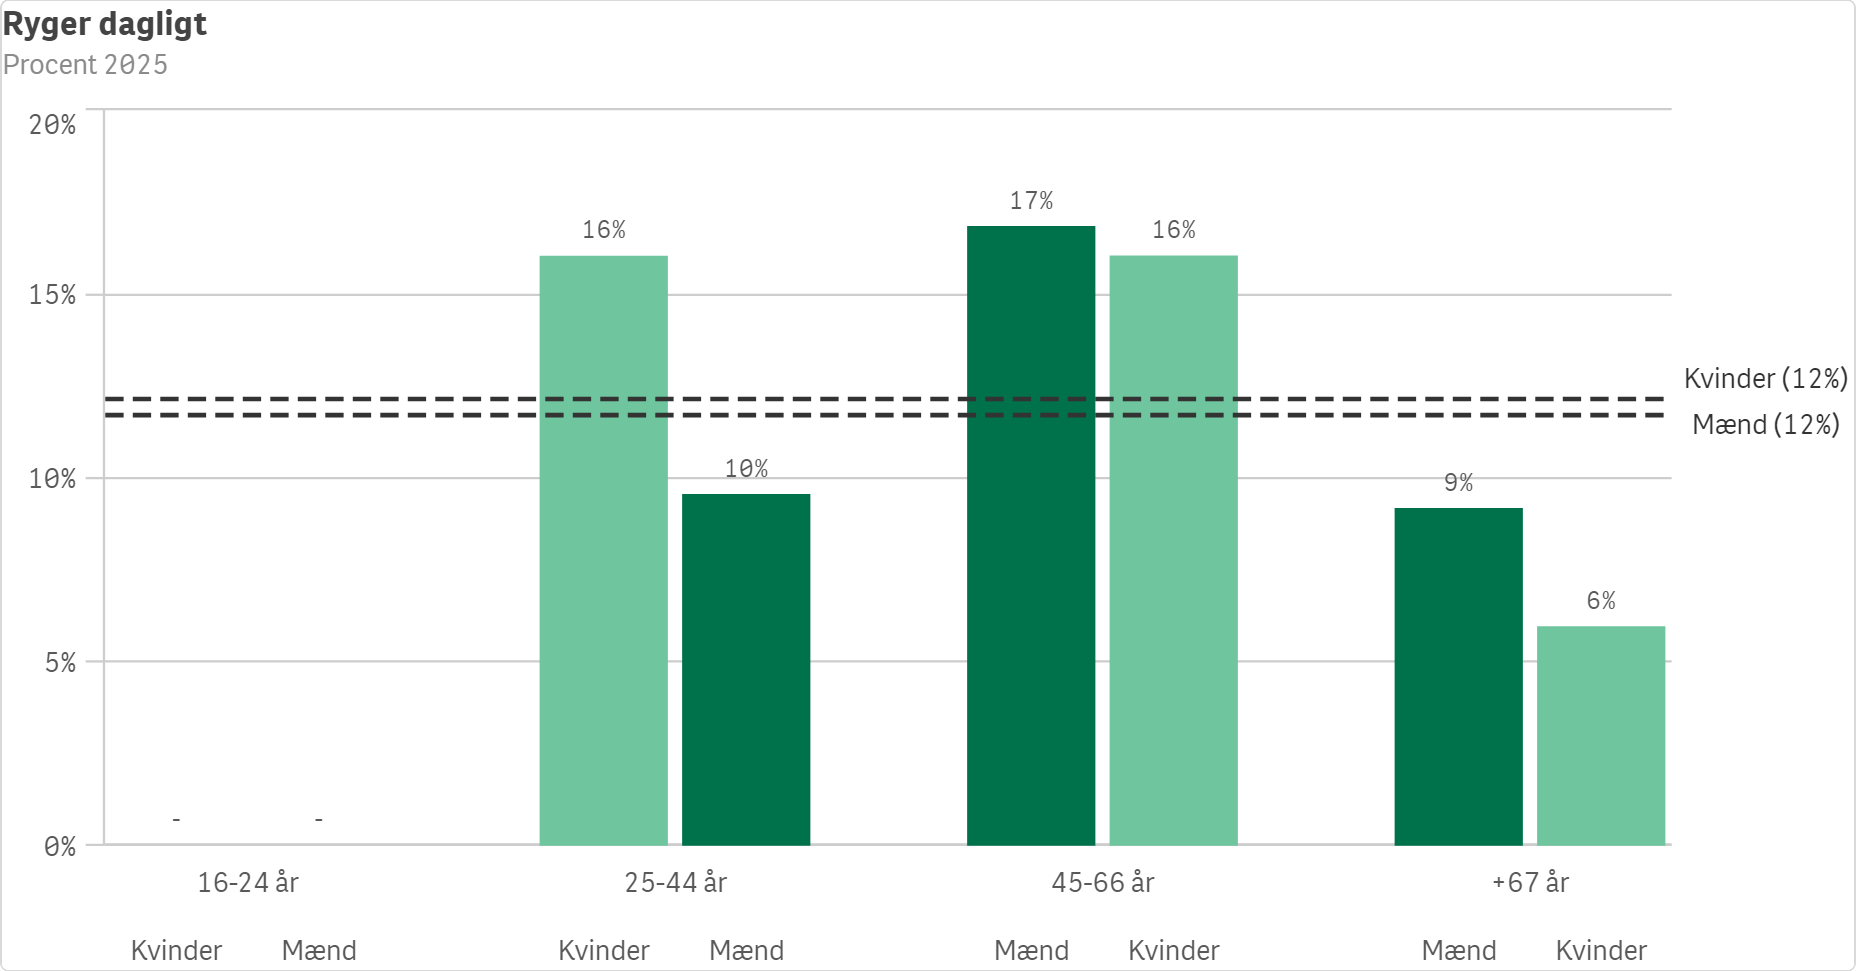 Ryger dagligt
Procent 2025
20%
15%
10%
5%
0%
-
-
16%
10%
17%
16%
9%
6%
Kvinder (12%)
Mænd (12%)
16-24 år
25-44 år
45-66 år
+67 år
Kvinder
Mænd
Kvinder
Mænd
Mænd
Kvinder
Mænd
Kvinder